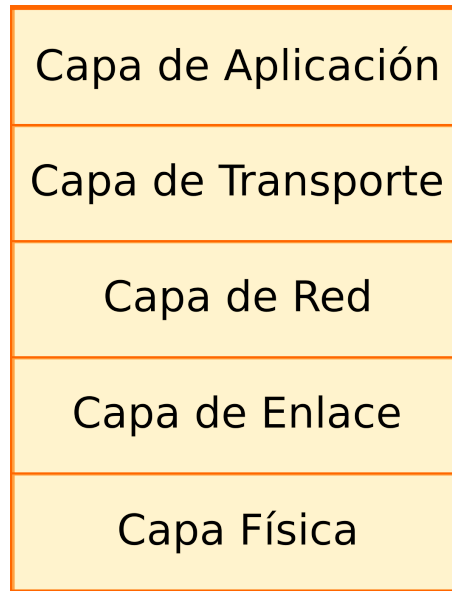 Capa de Aplicación
Capa de Transporte
Capa de Red
Capa de Enlace
Capa Física